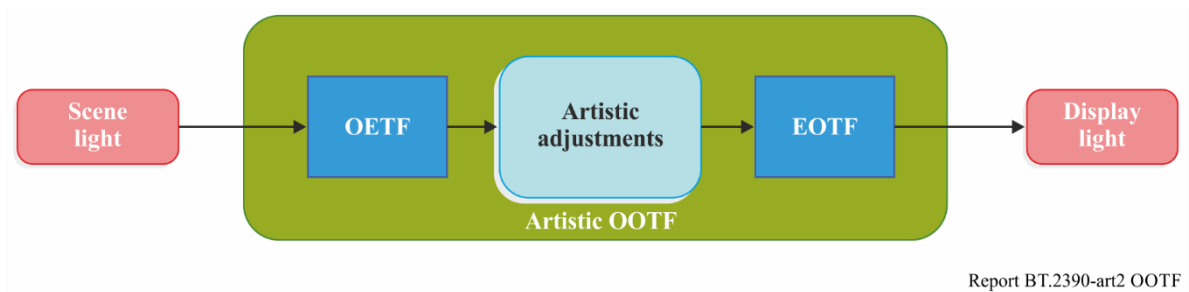 Scene
light
OETF
Artistic
adjustments
EOTF
Display
light
Artistic OOTF
Report BT.2390-art2 OOTF